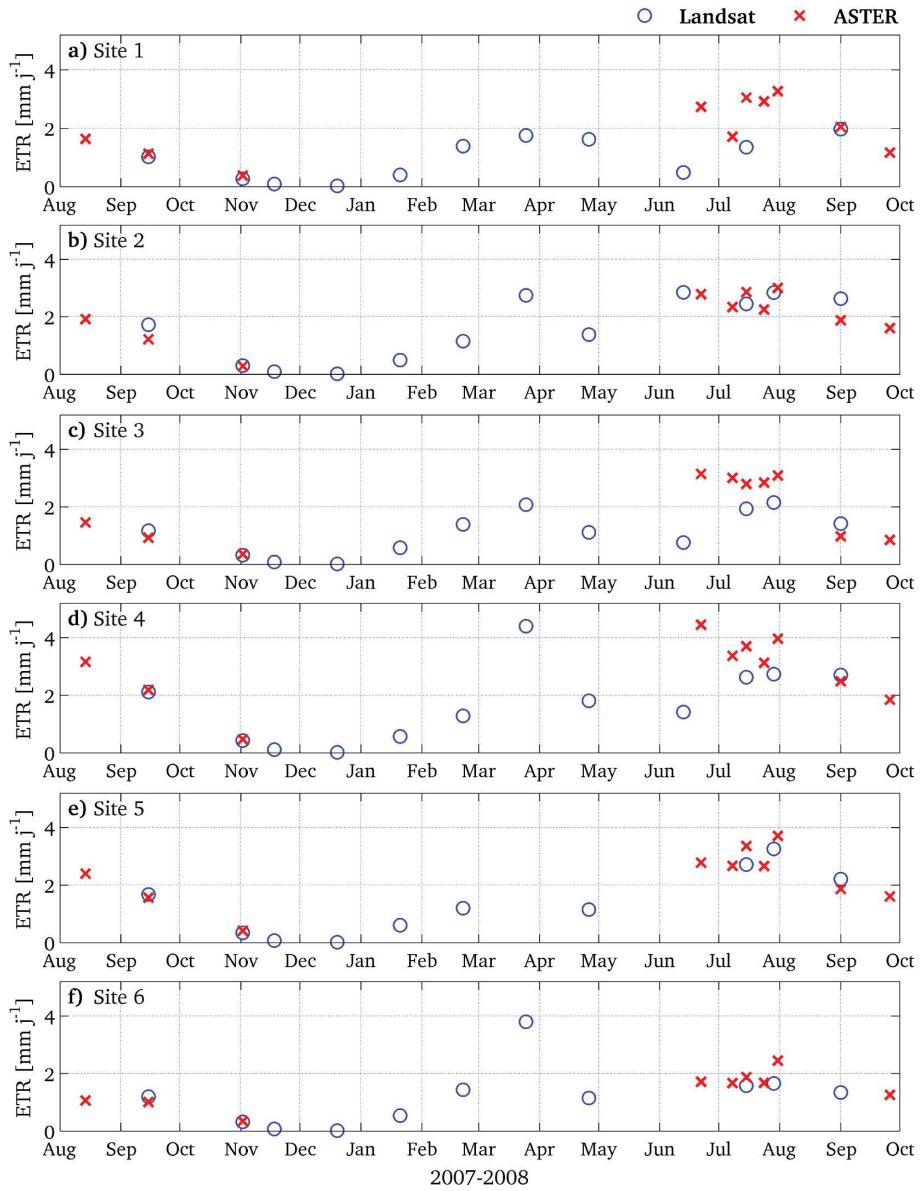 Landsat ASTER
a) Site 1
ETR [mm j⁻¹]
4
2
0
Aug Sep Oct Nov Dec Jan Feb Mar Apr May Jun Jul Aug Sep Oct
b) Site 2
ETR [mm j⁻¹]
4
2
0
Aug Sep Oct Nov Dec Jan Feb Mar Apr May Jun Jul Aug Sep Oct
c) Site 3
ETR [mm j⁻¹]
4
2
0
Aug Sep Oct Nov Dec Jan Feb Mar Apr May Jun Jul Aug Sep Oct
d) Site 4
ETR [mm j⁻¹]
4
2
0
Aug Sep Oct Nov Dec Jan Feb Mar Apr May Jun Jul Aug Sep Oct
e) Site 5
ETR [mm j⁻¹]
4
2
0
Aug Sep Oct Nov Dec Jan Feb Mar Apr May Jun Jul Aug Sep Oct
f) Site 6
ETR [mm j⁻¹]
4
2
0
Aug Sep Oct Nov Dec Jan Feb Mar Apr May Jun Jul Aug Sep Oct
2007-2008